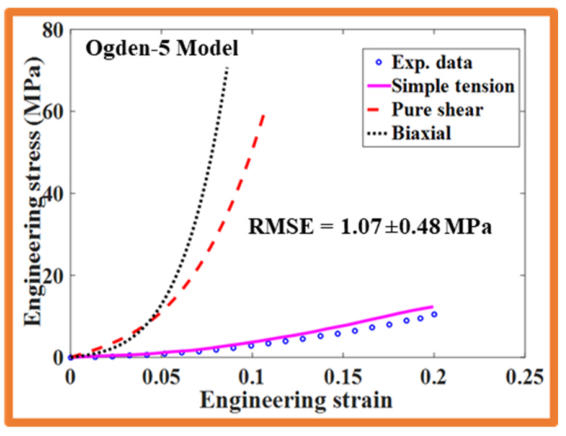 Ogden-5 Model
Exp. data
Simple tension
Pure shear
Biaxial
RMSE = 1.07±0.48 MPa
Engineering stress (MPa)
80
60
40
20
0
0
0.05
0.1
0.15
0.2
0.25
Engineering strain